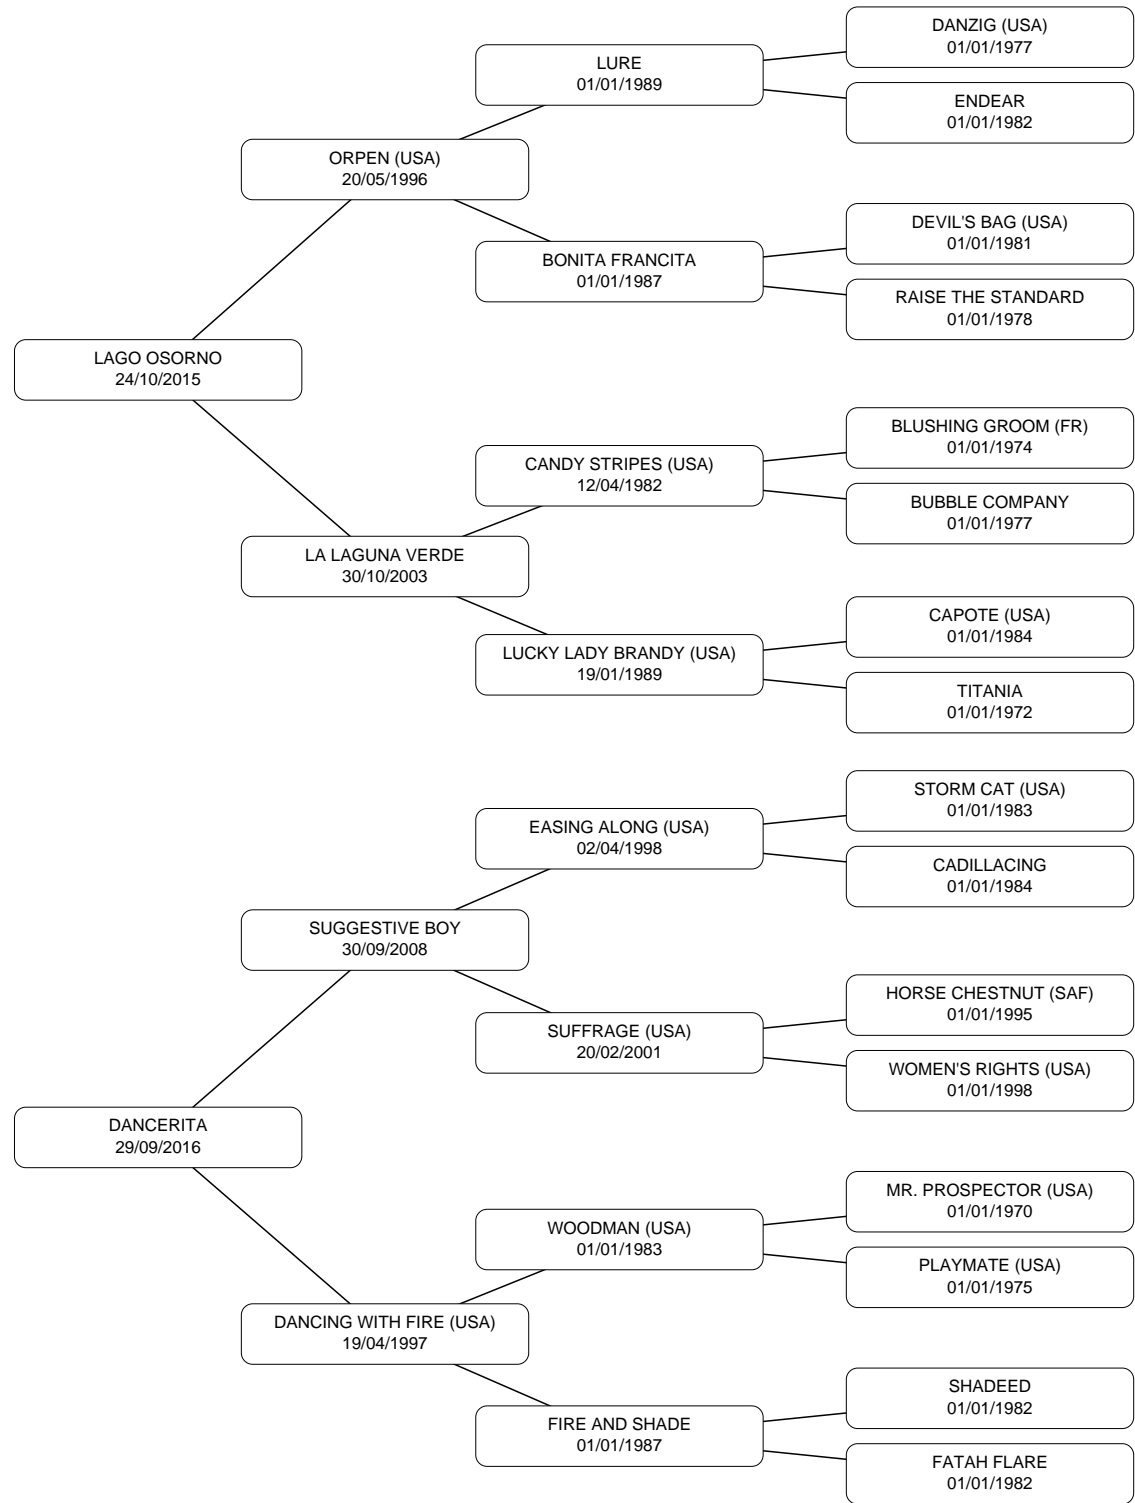 DANZIG (USA)
01/01/1977
LURE
01/01/1989
ENDEAR
01/01/1982
ORPEN (USA)
20/05/1996
DEVIL'S BAG (USA)
01/01/1981
BONITA FRANCITA
01/01/1987
RAISE THE STANDARD
01/01/1978
LAGO OSORNO
24/10/2015
BLUSHING GROOM (FR)
01/01/1974
CANDY STRIPES (USA)
12/04/1982
BUBBLE COMPANY
01/01/1977
LA LAGUNA VERDE
30/10/2003
CAPOTE (USA)
01/01/1984
LUCKY LADY BRANDY (USA)
19/01/1989
TITANIA
01/01/1972
STORM CAT (USA)
01/01/1983
EASING ALONG (USA)
02/04/1998
CADILLACING
01/01/1984
SUGGESTIVE BOY
30/09/2008
HORSE CHESTNUT (SAF)
01/01/1995
SUFFRAGE (USA)
20/02/2001
WOMEN'S RIGHTS (USA)
01/01/1998
DANCERITA
29/09/2016
MR. PROSPECTOR (USA)
01/01/1970
WOODMAN (USA)
01/01/1983
PLAYMATE (USA)
01/01/1975
DANCING WITH FIRE (USA)
19/04/1997
SHADEED
01/01/1982
FIRE AND SHADE
01/01/1987
FATAH FLARE
01/01/1982